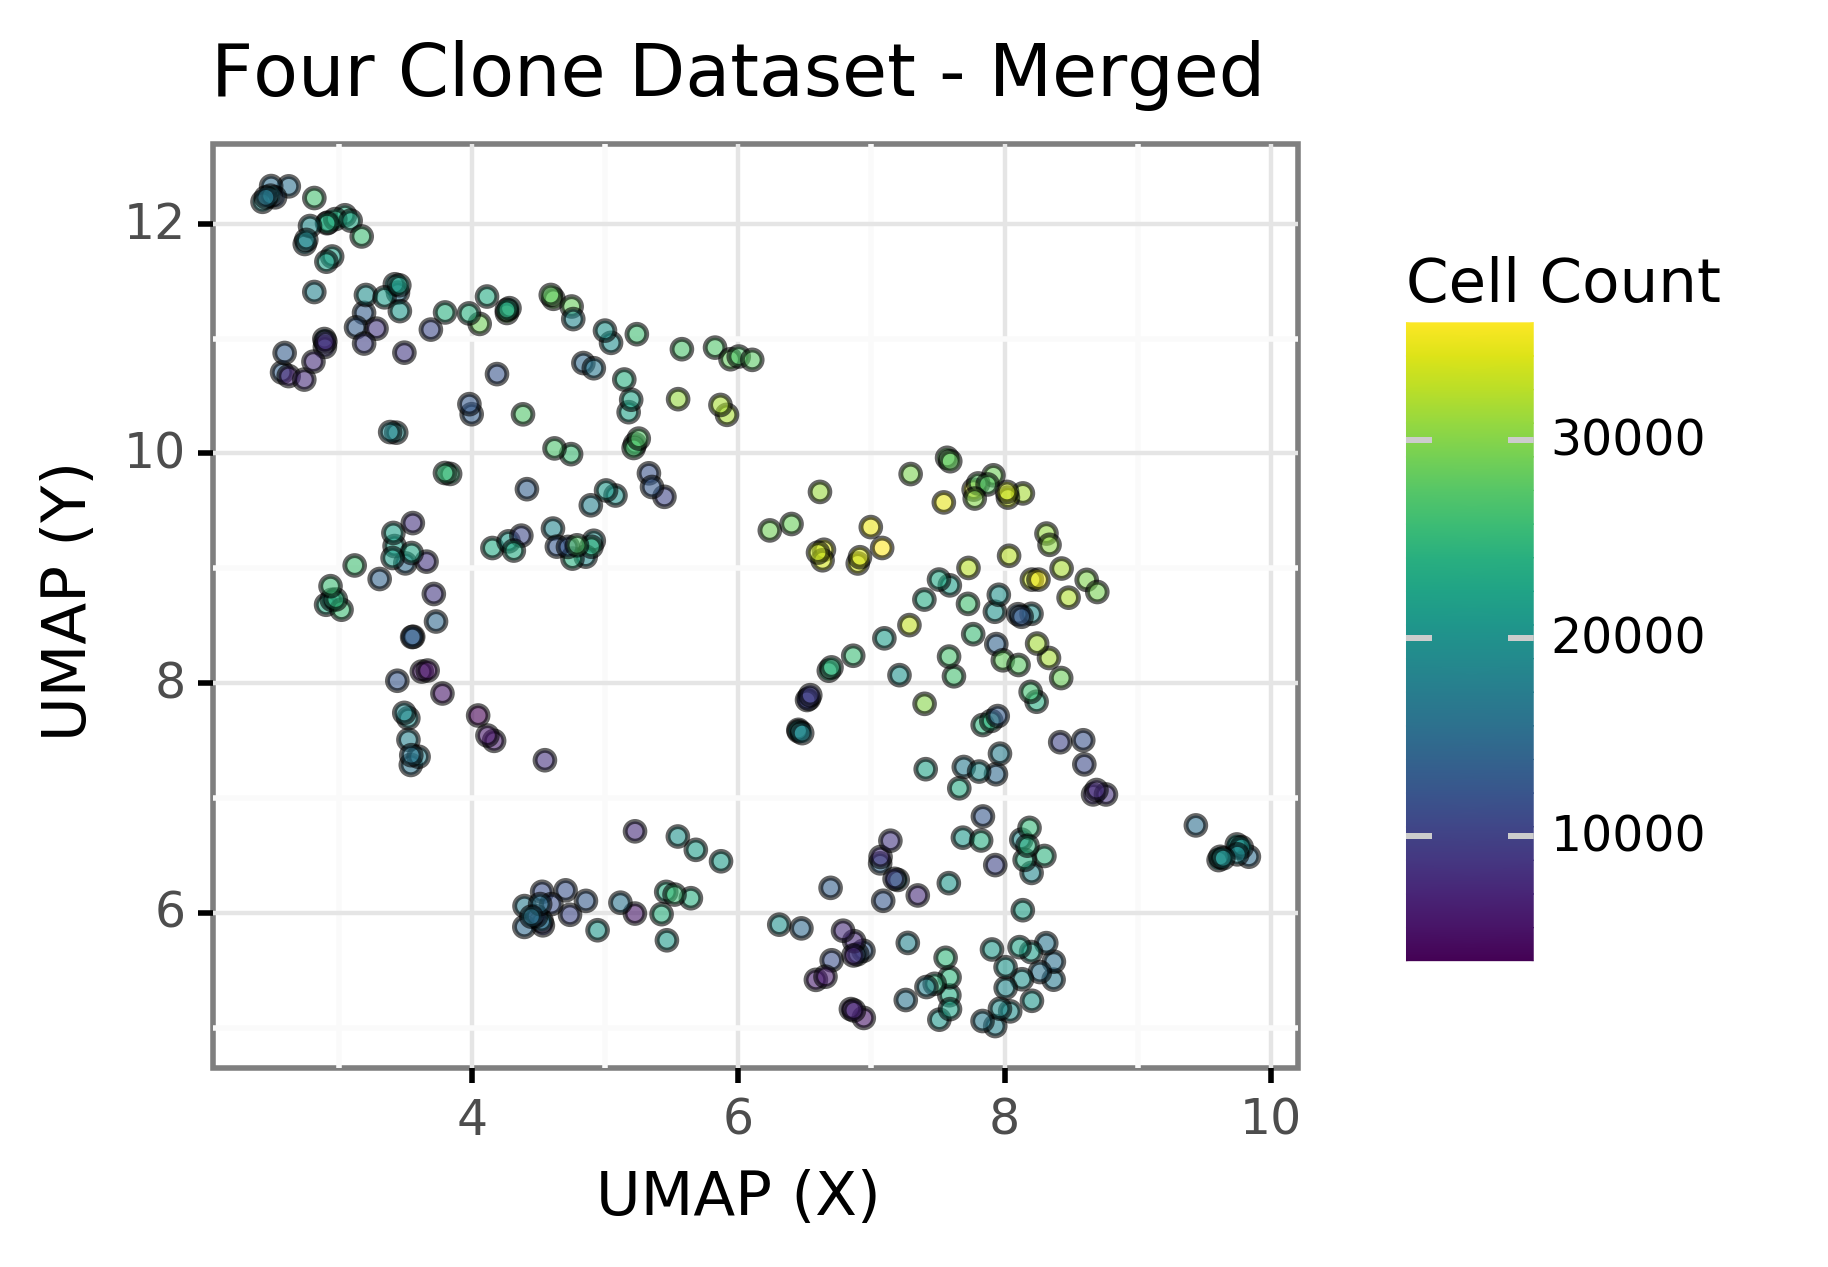 Four Clone Dataset - Merged
Cell Count
30000
20000
10000
UMAP (Y)
12
10
8
6
4 6 8 10
UMAP (X)